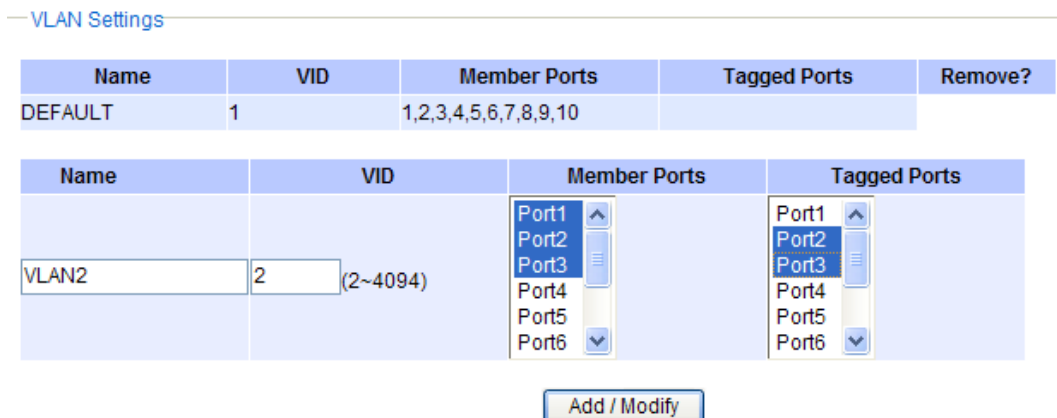 VLAN Settings
Name VID Member Ports Tagged Ports Remove?
DEFAULT 1 1,2,3,4,5,6,7,8,9,10
Name VID Member Ports Tagged Ports
VLAN2 2 (2~4094)
Port1
Port2
Port3
Port4
Port5
Port6
Port1
Port2
Port3
Port4
Port5
Port6
Add / Modify